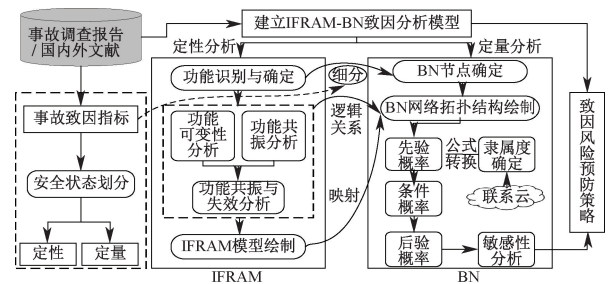 事故调查报告
/国内外文献
建立IFRAM-BN致因分析模型
定性分析
定量分析
功能识别与确定
细分
BN节点确定
事故致因指标
功能
可变性
分析
功能共
振分析
逻辑
关系
BN网络拓扑结构绘制
先验
概率
公式
转换
隶属度
确定
安全状态划分
功能共振与
失效分析
映射
条件
概率
联系云
致因风险预防策略
定性
定量
IFRAM模型绘制
后验
概率
敏感性
分析
IFRAM
BN